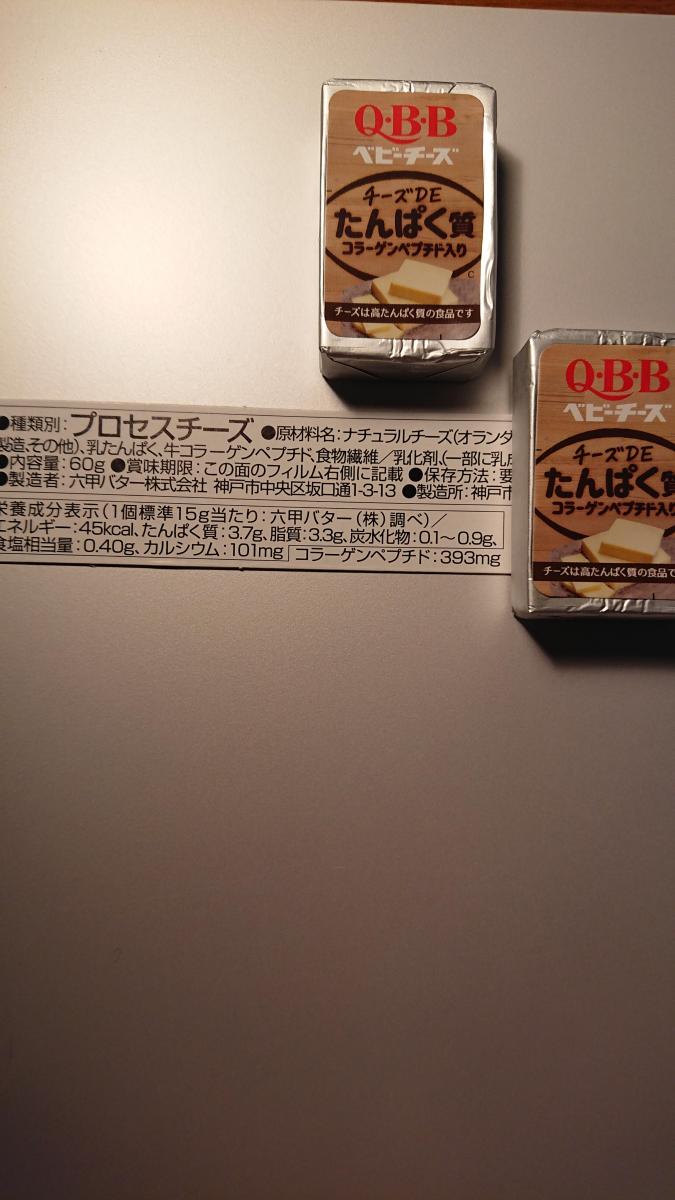 Q・B・B
ベビーチーズ
チーズDE
たんぱく質
コラーゲンペプチド入り
チーズは高たんぱく質の食品です
●種類別：プロセスチーズ ●原材料名：ナチュラルチーズ(オランダ
製造、その他)、乳たんぱく、牛コラーゲンペプチド、食物繊維／乳化剤、(一部に乳成
●内容量：60g ●賞味期限：この面のフィルム右側に記載 ●保存方法：要
●製造者：六甲バター株式会社 神戸市中央区坂口通1-3-13 ●製造所：神戸市
栄養成分表示(1個標準15g当たり：六甲バター(株)調べ)／
エネルギー：45kcal、たんぱく質：3.7g、脂質：3.3g、炭水化物：0.1～0.9g、
食塩相当量：0.40g、カルシウム：101mg コラーゲンペプチド：393mg
Q・B・B
ベビーチーズ
チーズDE
たんぱく質
コラーゲンペプチド入り
チーズは高たんぱく質の食品で